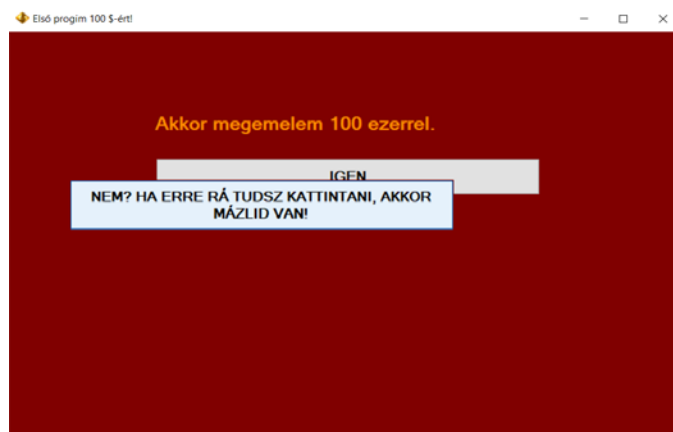 Első progim 100 $-ért!
Akkor megemelem 100 ezerrel.
IGEN
NEM? HA ERRE RÁ TUDSZ KATTINTANI, AKKOR
MÁZLID VAN!